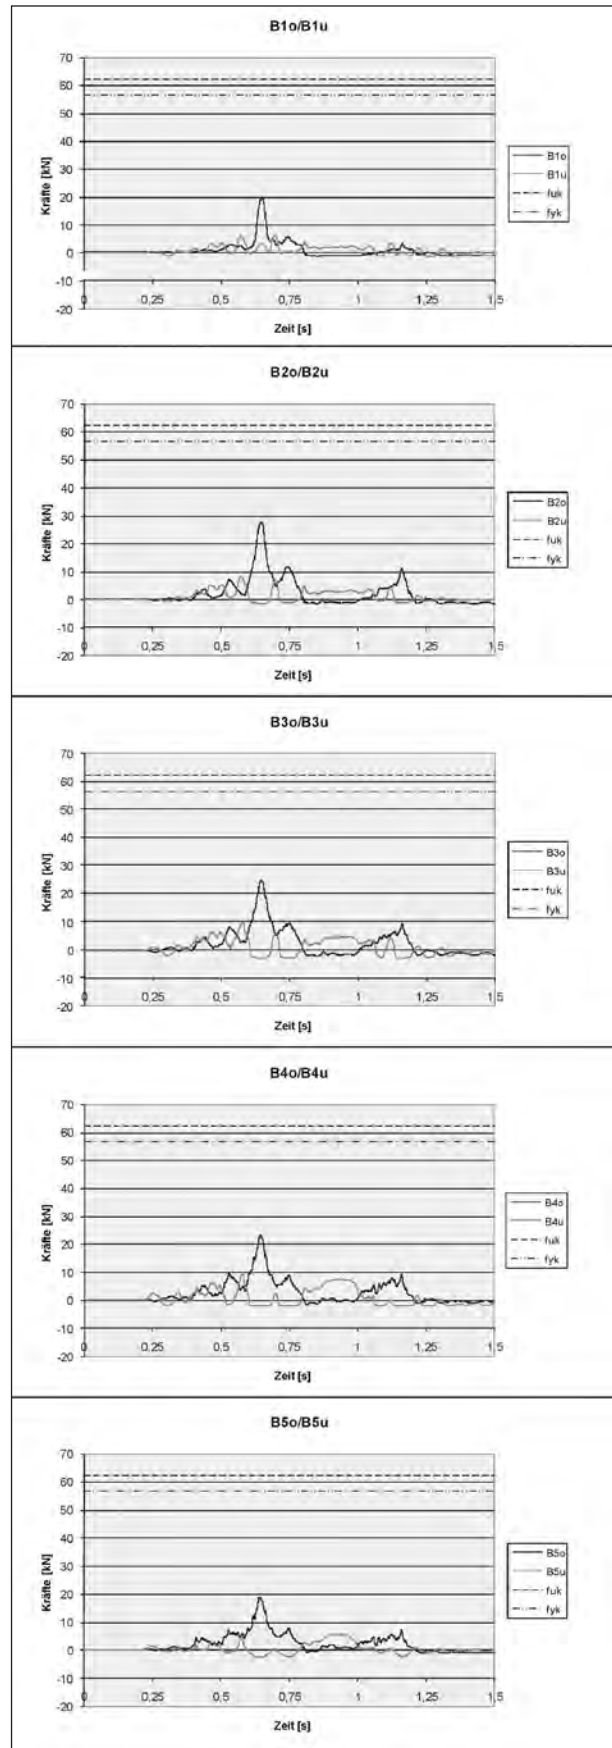 B1o/B1u
70
60
50
40
30
20
10
0
-10
-20
Kräfte [kN]
0 0,25 0,5 0,75 1 1,25 1,5
Zeit [s]
B1o
B1u
fuk
fyk
B2o/B2u
70
60
50
40
30
20
10
0
-10
-20
Kräfte [kN]
0 0,25 0,5 0,75 1 1,25 1,5
Zeit [s]
B2o
B2u
fuk
fyk
B3o/B3u
70
60
50
40
30
20
10
0
-10
-20
Kräfte [kN]
0 0,25 0,5 0,75 1 1,25 1,5
Zeit [s]
B3o
B3u
fuk
fyk
B4o/B4u
70
60
50
40
30
20
10
0
-10
-20
Kräfte [kN]
0 0,25 0,5 0,75 1 1,25 1,5
Zeit [s]
B4o
B4u
fuk
fyk
B5o/B5u
70
60
50
40
30
20
10
0
-10
-20
Kräfte [kN]
0 0,25 0,5 0,75 1 1,25 1,5
Zeit [s]
B5o
B5u
fuk
fyk